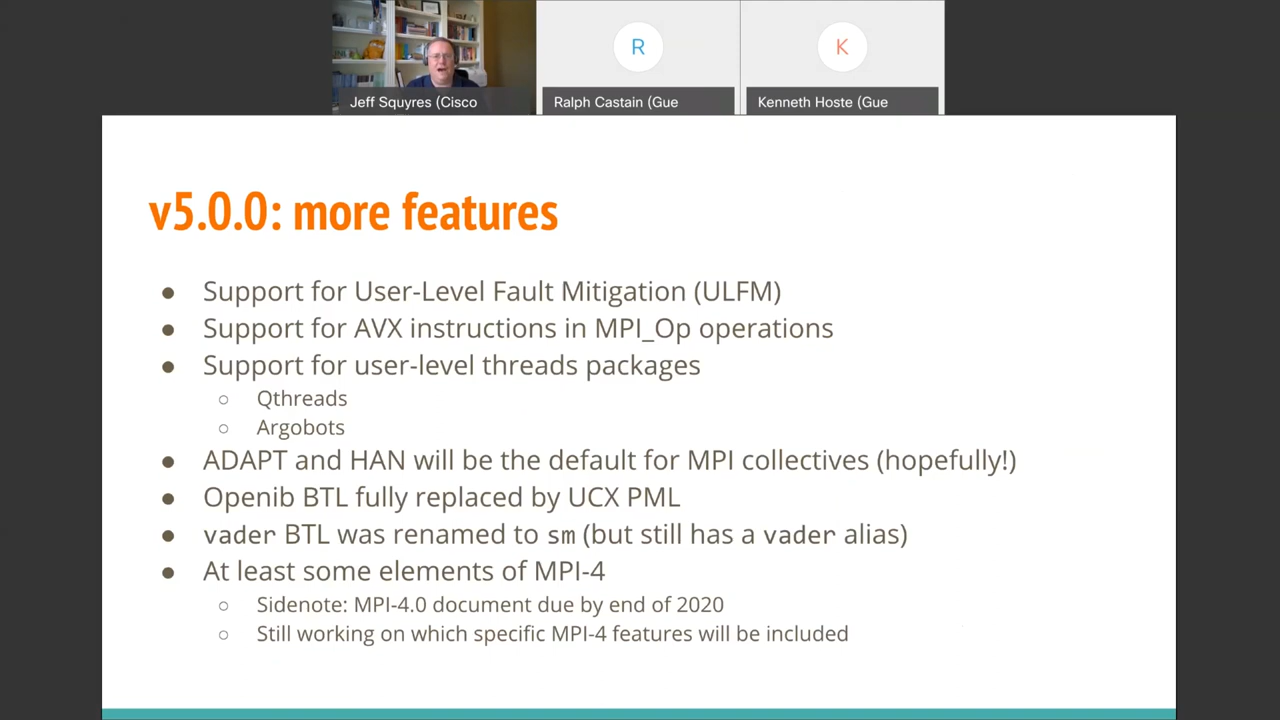 R
K
Jeff Squyres (Cisco
Ralph Castain (Gue
Kenneth Hoste (Gue
v5.0.0: more features
● Support for User-Level Fault Mitigation (ULFM)
● Support for AVX instructions in MPI_Op operations
● Support for user-level threads packages
○ Qthreads
○ Argobots
● ADAPT and HAN will be the default for MPI collectives (hopefully!)
● Openib BTL fully replaced by UCX PML
● vader BTL was renamed to sm (but still has a vader alias)
● At least some elements of MPI-4
○ Sidenote: MPI-4.0 document due by end of 2020
○ Still working on which specific MPI-4 features will be included